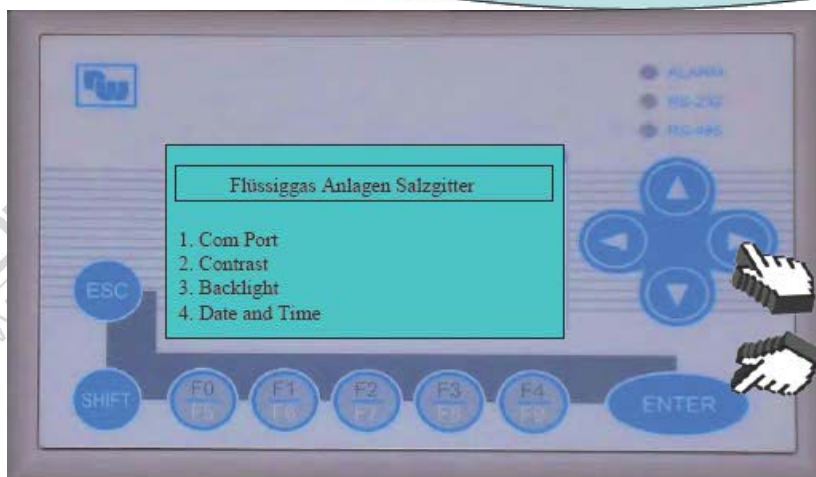 ALARM
RS-232
RS-485
Flüssiggas Anlagen Salzgitter
1. Com Port
2. Contrast
3. Backlight
4. Date and Time
ESC
SHIFT
F0
F5
F1
F6
F2
F7
F3
F8
F4
F9
ENTER